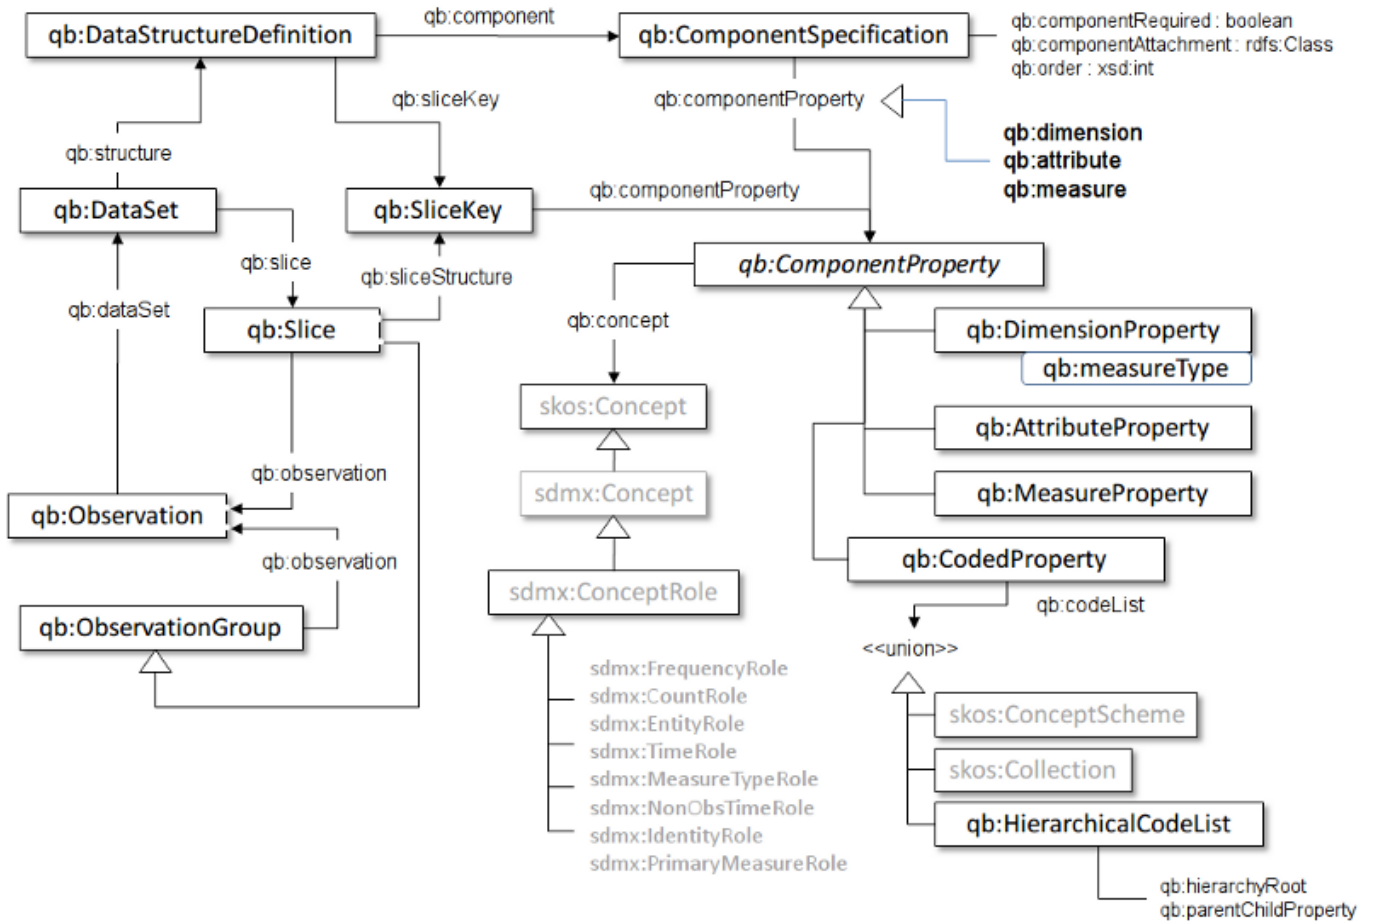 qb:DataStructureDefinition
qb:component
qb:ComponentSpecification
qb:componentRequired : boolean
qb:componentAttachment : rdfs:Class
qb:order : xsd:int
qb:sliceKey
qb:componentProperty
qb:dimension
qb:attribute
qb:measure
qb:structure
qb:DataSet
qb:SliceKey
qb:componentProperty
qb:slice
qb:sliceStructure
qb:ComponentProperty
qb:dataSet
qb:Slice
qb:concept
qb:DimensionProperty
qb:measureType
skos:Concept
qb:AttributeProperty
qb:observation
sdmx:Concept
qb:MeasureProperty
qb:Observation
qb:observation
qb:CodedProperty
sdmx:ConceptRole
qb:codeList
qb:ObservationGroup
<<union>>
sdmx:FrequencyRole
sdmx:CountRole
sdmx:EntityRole
sdmx:TimeRole
sdmx:MeasureTypeRole
sdmx:NonObsTimeRole
sdmx:IdentityRole
sdmx:PrimaryMeasureRole
skos:ConceptScheme
skos:Collection
qb:HierarchicalCodeList
qb:hierarchyRoot
qb:parentChildProperty